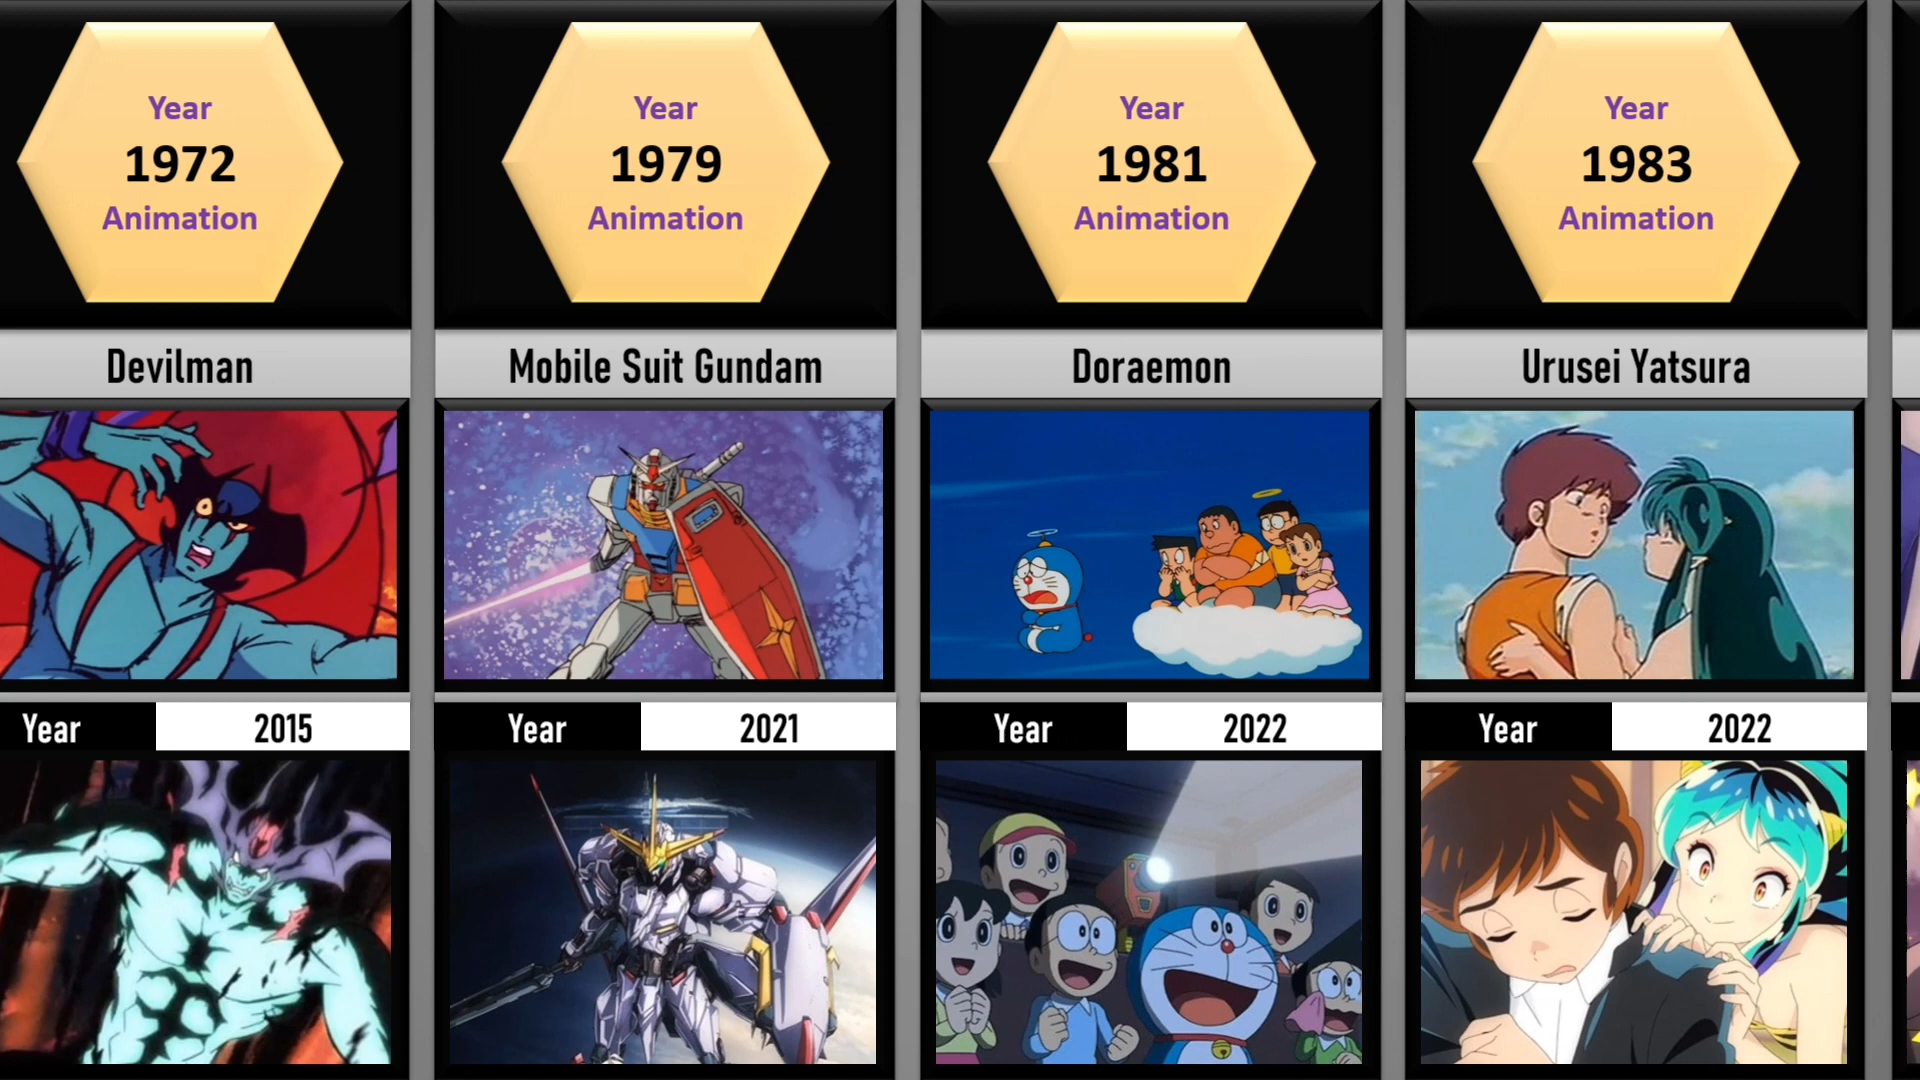 Year
1972
Animation
Devilman
Year 2015
Year
1979
Animation
Mobile Suit Gundam
Year 2021
Year
1981
Animation
Doraemon
Year 2022
Year
1983
Animation
Urusei Yatsura
Year 2022